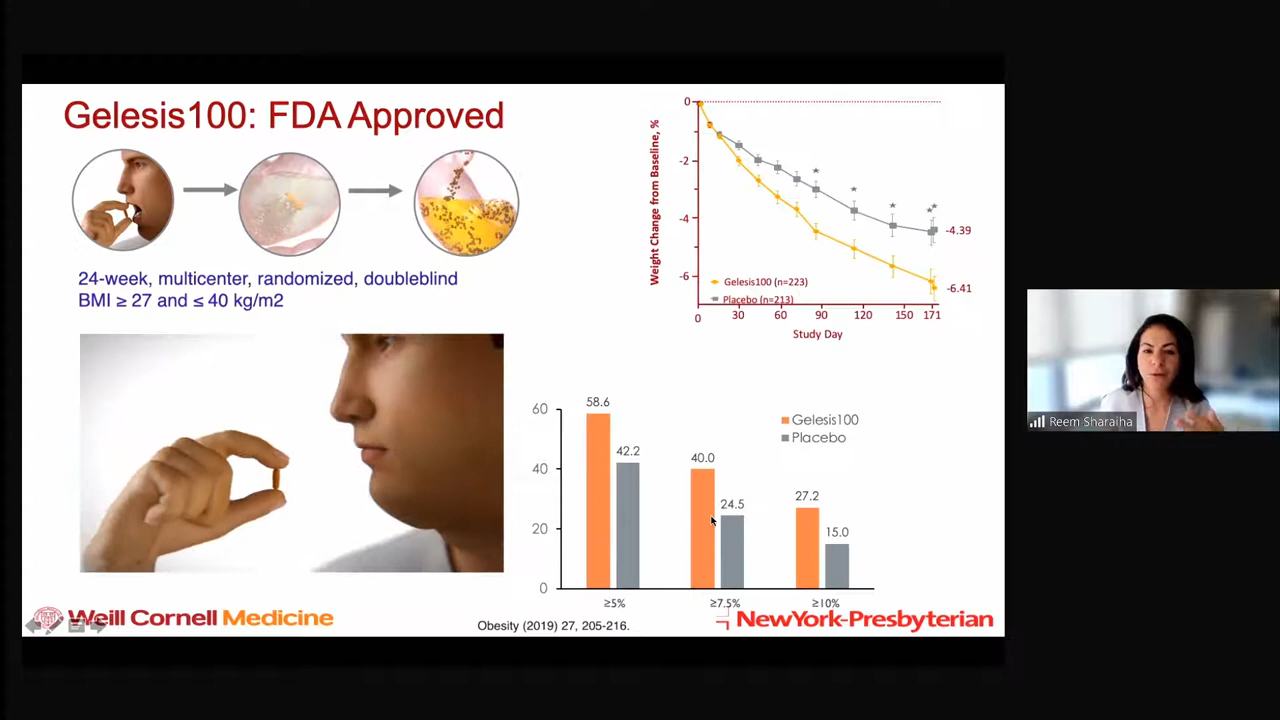 Gelesis100: FDA Approved
24-week, multicenter, randomized, doubleblind
BMI ≥ 27 and ≤ 40 kg/m2
Weight Change from Baseline, %
0
-2
-4
-6
★
★
★
★★
-4.39
-6.41
Gelesis100 (n=223)
Placebo (n=213)
0
30
60
90
120
150
171
Study Day
60
40
20
0
58.6
42.2
40.0
24.5
27.2
15.0
Gelesis100
Placebo
≥5%
≥7.5%
≥10%
Weill Cornell Medicine
Obesity (2019) 27, 205-216.
NewYork-Presbyterian
Reem Sharaiha